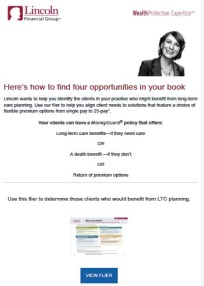 Lincoln
Financial Group®
WealthProtection Expertise™
Here's how to find four opportunities in your book
Lincoln wants to help you identify the clients in your practice who might benefit from long-term
care planning. Use our flier to help you align client needs to solutions that feature a choice of
flexible premium options from single pay to 25-pay*.
Your clients can have a MoneyGuard® policy that offers:
Long-term care benefits—if they need care
OR
A death benefit —if they don't
OR
Return of premium options
Use this flier to determine those clients who would benefit from LTC planning.
VIEW FLIER